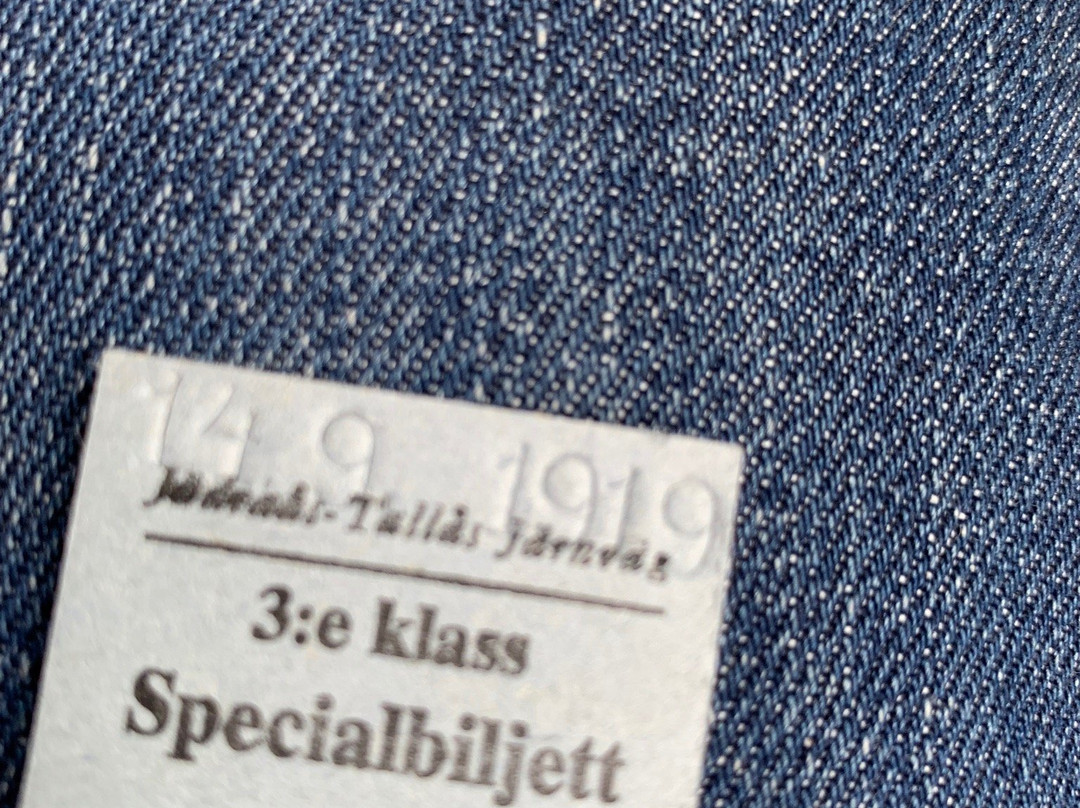 14 9 1919
Jädraås-Tallås Järnväg
3:e klass
Specialbiljett